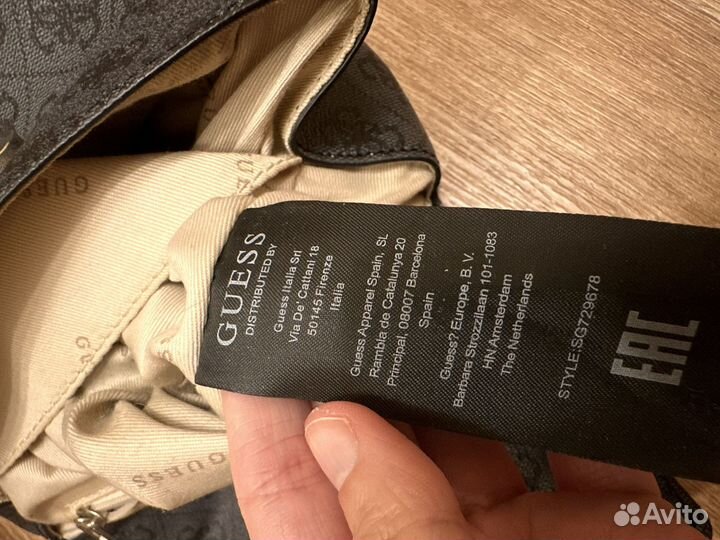 GUESS
DISTRIBUTED BY
Guess Italia Srl
Via De' Cattani 18
50145 Firenze
Italia
Guess Apparel Spain, SL
Rambla de Catalunya 20
Principal, 08007 Barcelona
Spain
Guess? Europe, B. V.
Barbara Strozzilaan 101-1083
HN Amsterdam
The Netherlands
STYLE:SG729678
EAC
GUESS
GUESS
Avito